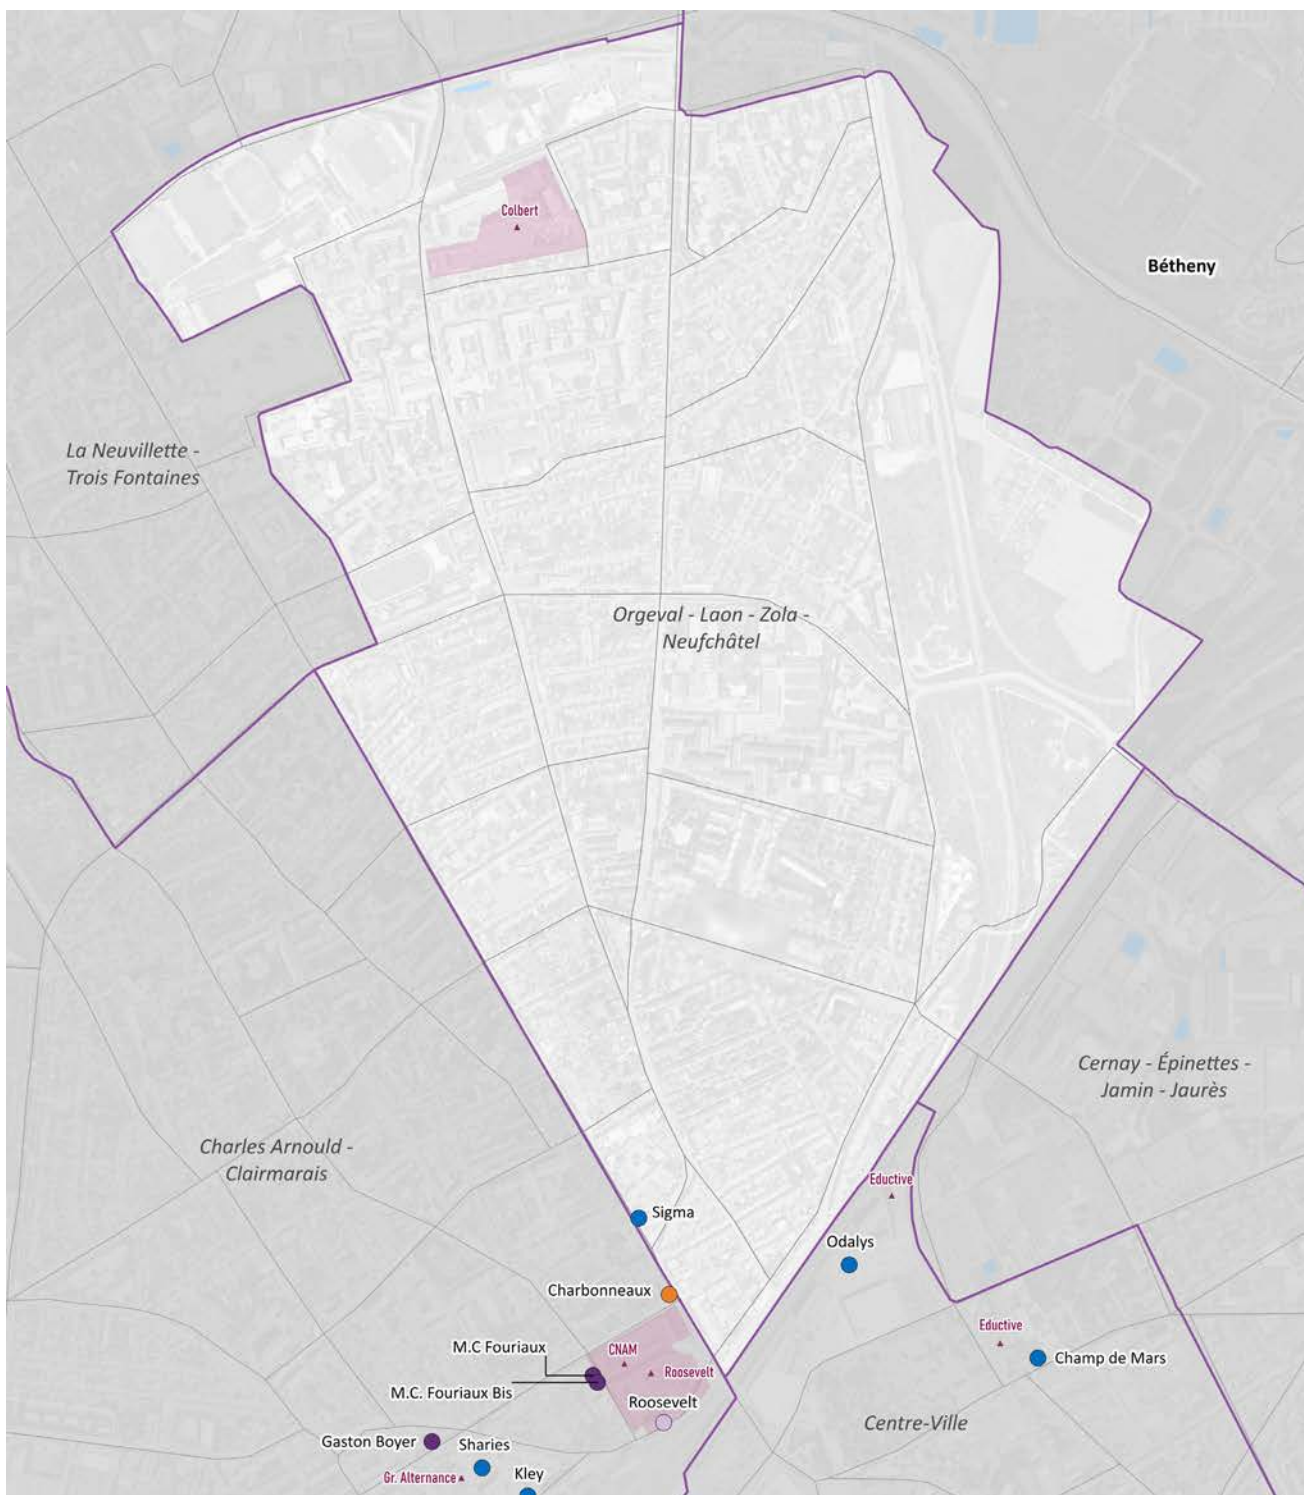 Colbert
Bétheny
La Neuvillette -
Trois Fontaines
Orgeval - Laon - Zola -
Neufchâtel
Cernay - Épinettes -
Jamin - Jaurès
Charles Arnould -
Clairmarais
Eductive
Sigma
Odalys
Charbonneaux
Eductive
M.C Fouriaux
CNAM
Champ de Mars
Roosevelt
M.C. Fouriaux Bis
Roosevelt
Centre-Ville
Gaston Boyer
Sharies
Gr. Alternance
Kley